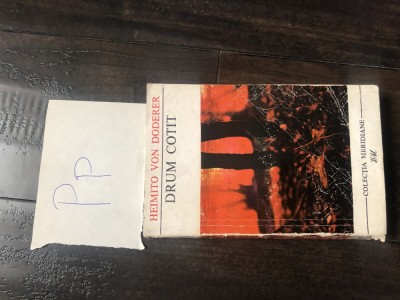 Pp
HEIMITO VON DODERER
DRUM COTIT
COLECȚIA MERIDIANE